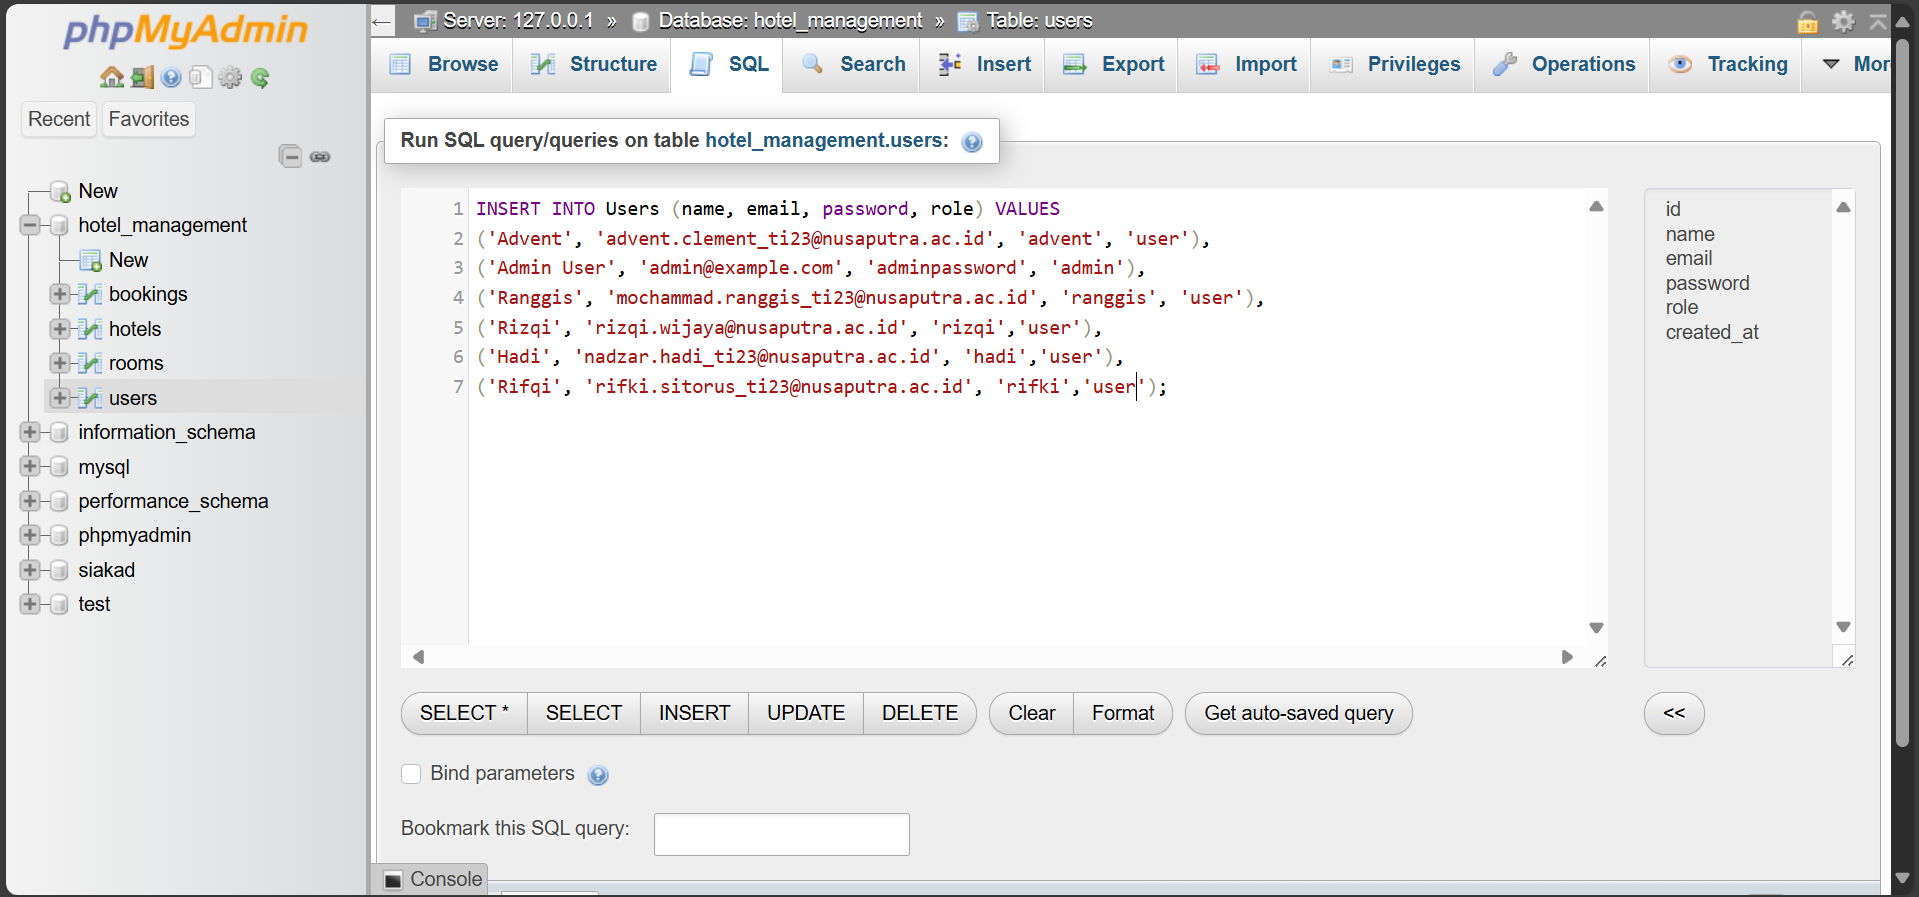 phpMyAdmin
Recent
Favorites
New
hotel_management
New
bookings
hotels
rooms
users
information_schema
mysql
performance_schema
phpmyadmin
siakad
test
Server: 127.0.0.1 » Database: hotel_management » Table: users
Browse
Structure
SQL
Search
Insert
Export
Import
Privileges
Operations
Tracking
Mor
Run SQL query/queries on table hotel_management.users:
1 INSERT INTO Users (name, email, password, role) VALUES
2 ('Advent', 'advent.clement_ti23@nusaputra.ac.id', 'advent', 'user'),
3 ('Admin User', 'admin@example.com', 'adminpassword', 'admin'),
4 ('Ranggis', 'mochammad.ranggis_ti23@nusaputra.ac.id', 'ranggis', 'user'),
5 ('Rizqi', 'rizqi.wijaya@nusaputra.ac.id', 'rizqi','user'),
6 ('Hadi', 'nadzar.hadi_ti23@nusaputra.ac.id', 'hadi','user'),
7 ('Rifqi', 'rifki.sitorus_ti23@nusaputra.ac.id', 'rifki','user');
id
name
email
password
role
created_at
SELECT *
SELECT
INSERT
UPDATE
DELETE
Clear
Format
Get auto-saved query
<<
Bind parameters
Bookmark this SQL query:
Console